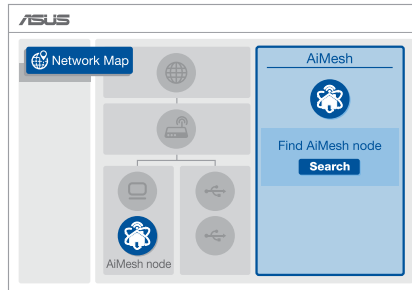 ASUS
Network Map
AiMesh
Find AiMesh node
Search
AiMesh node